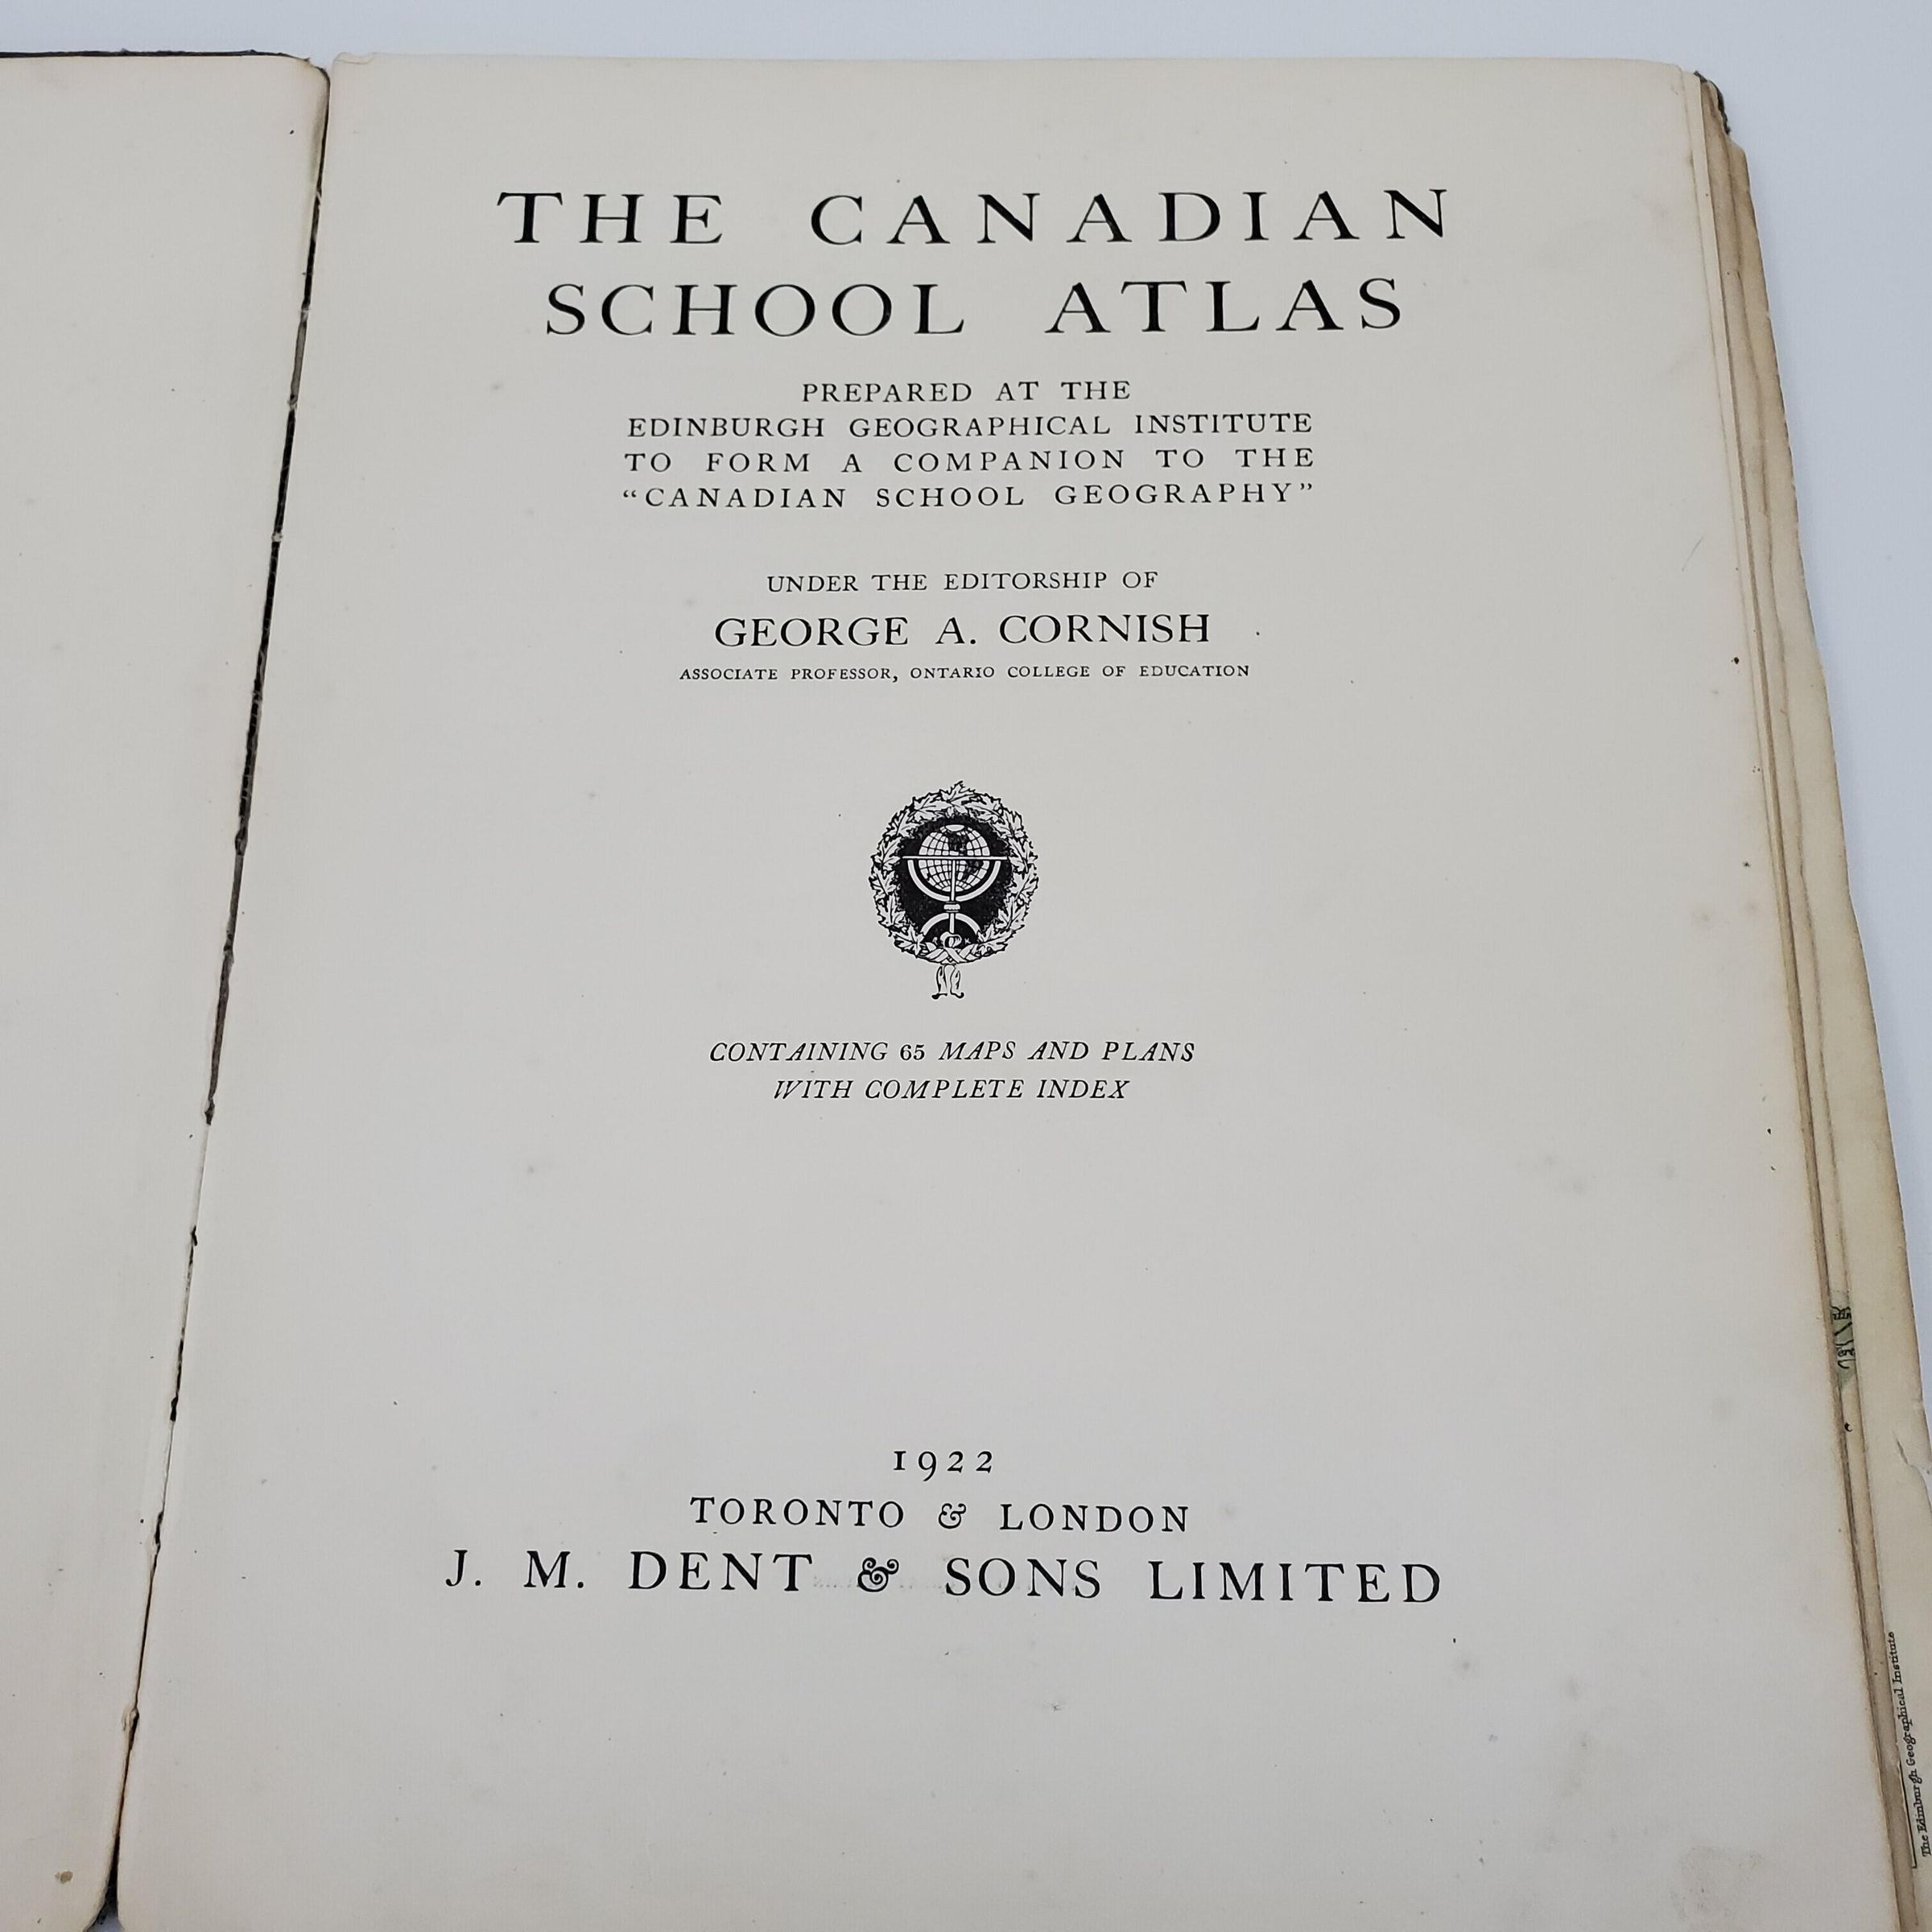 THE CANADIAN
SCHOOL ATLAS
PREPARED AT THE
EDINBURGH GEOGRAPHICAL INSTITUTE
TO FORM A COMPANION TO THE
“CANADIAN SCHOOL GEOGRAPHY”
UNDER THE EDITORSHIP OF
GEORGE A. CORNISH
ASSOCIATE PROFESSOR, ONTARIO COLLEGE OF EDUCATION
CONTAINING 65 MAPS AND PLANS
WITH COMPLETE INDEX
1922
TORONTO & LONDON
J. M. DENT & SONS LIMITED
The Edinburgh Geographical Institute